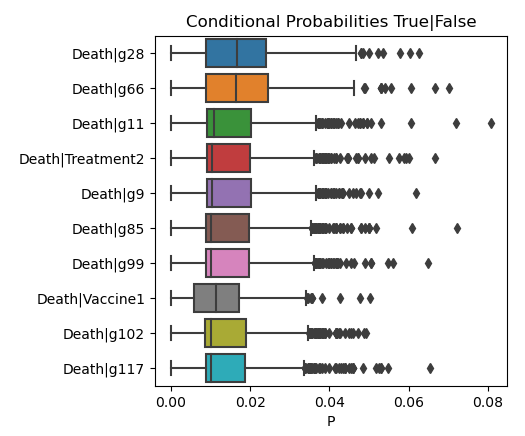 Conditional Probabilities True|False
Death|g28
Death|g66
Death|g11
Death|Treatment2
Death|g9
Death|g85
Death|g99
Death|Vaccine1
Death|g102
Death|g117
0.00 0.02 0.04 0.06 0.08
P